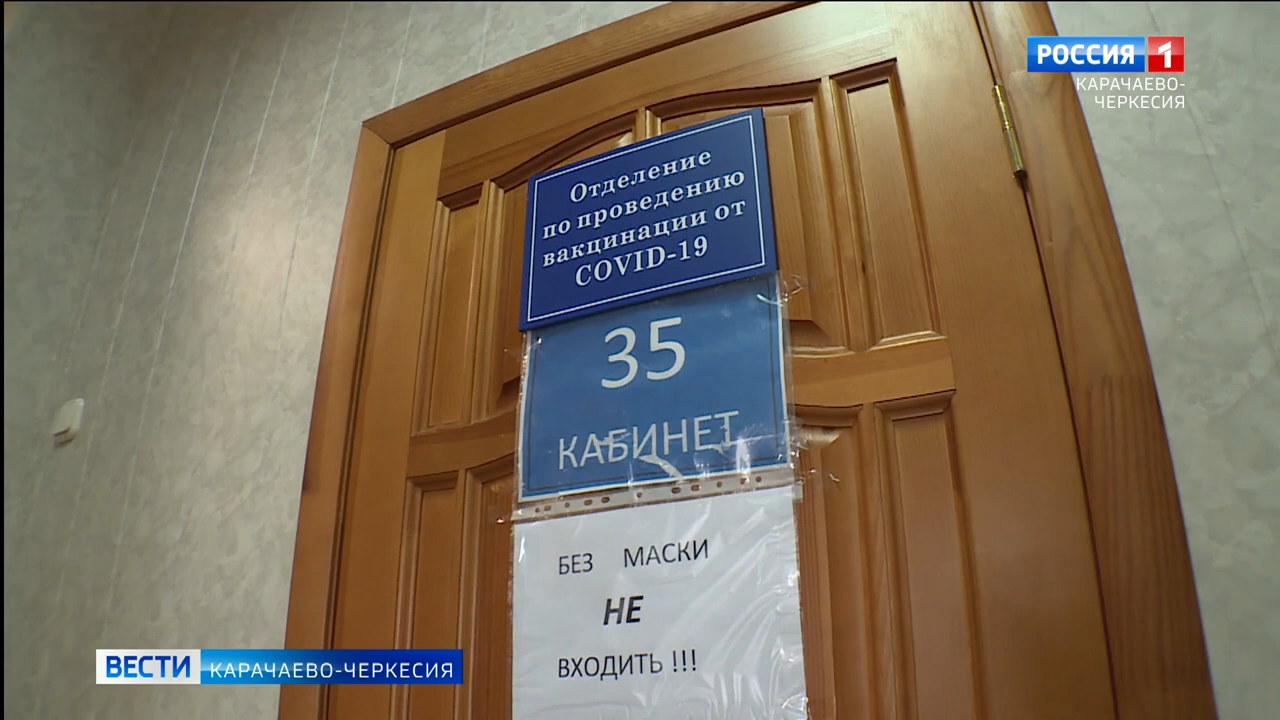 РОССИЯ 1
КАРАЧАЕВО-
ЧЕРКЕСИЯ
Отделение
по проведению
вакцинации от
COVID-19
35
КАБИНЕТ
БЕЗ МАСКИ
НЕ
ВХОДИТЬ !!!
ВЕСТИ КАРАЧАЕВО-ЧЕРКЕСИЯ